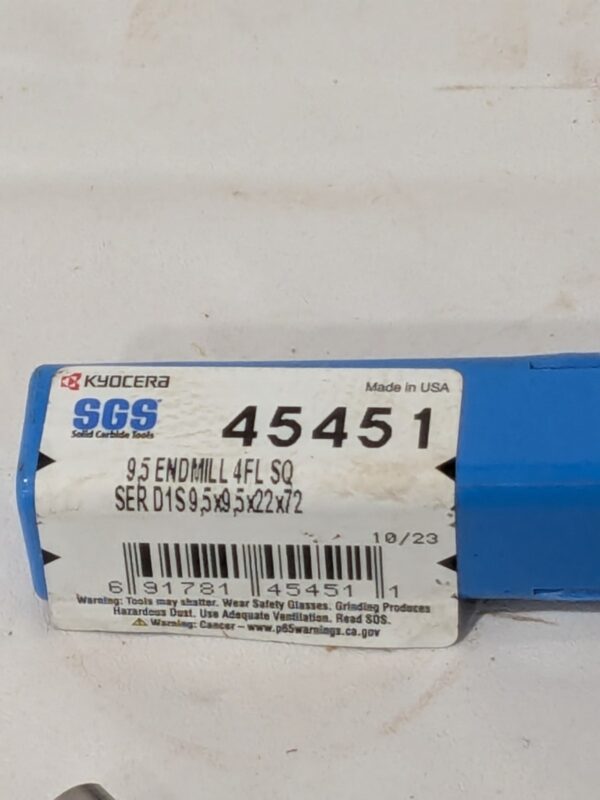 KYOCERA
Made in USA
SGS
Solid Carbide Tools
45451
9,5 ENDMILL 4FL SQ
SER D1S 9,5x9,5x22x72
10/23
6 91781 45451 1
Warning: Tools may shatter. Wear Safety Glasses. Grinding Produces
Hazardous Dust. Use Adequate Ventilation. Read SDS.
⚠ Warning: Cancer – www.p65warnings.ca.gov